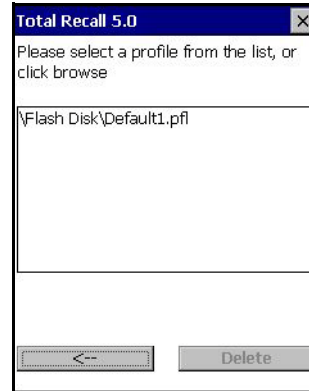 Total Recall 5.0
Please select a profile from the list, or
click browse
\Flash Disk\Default1.pfl
<--
Delete